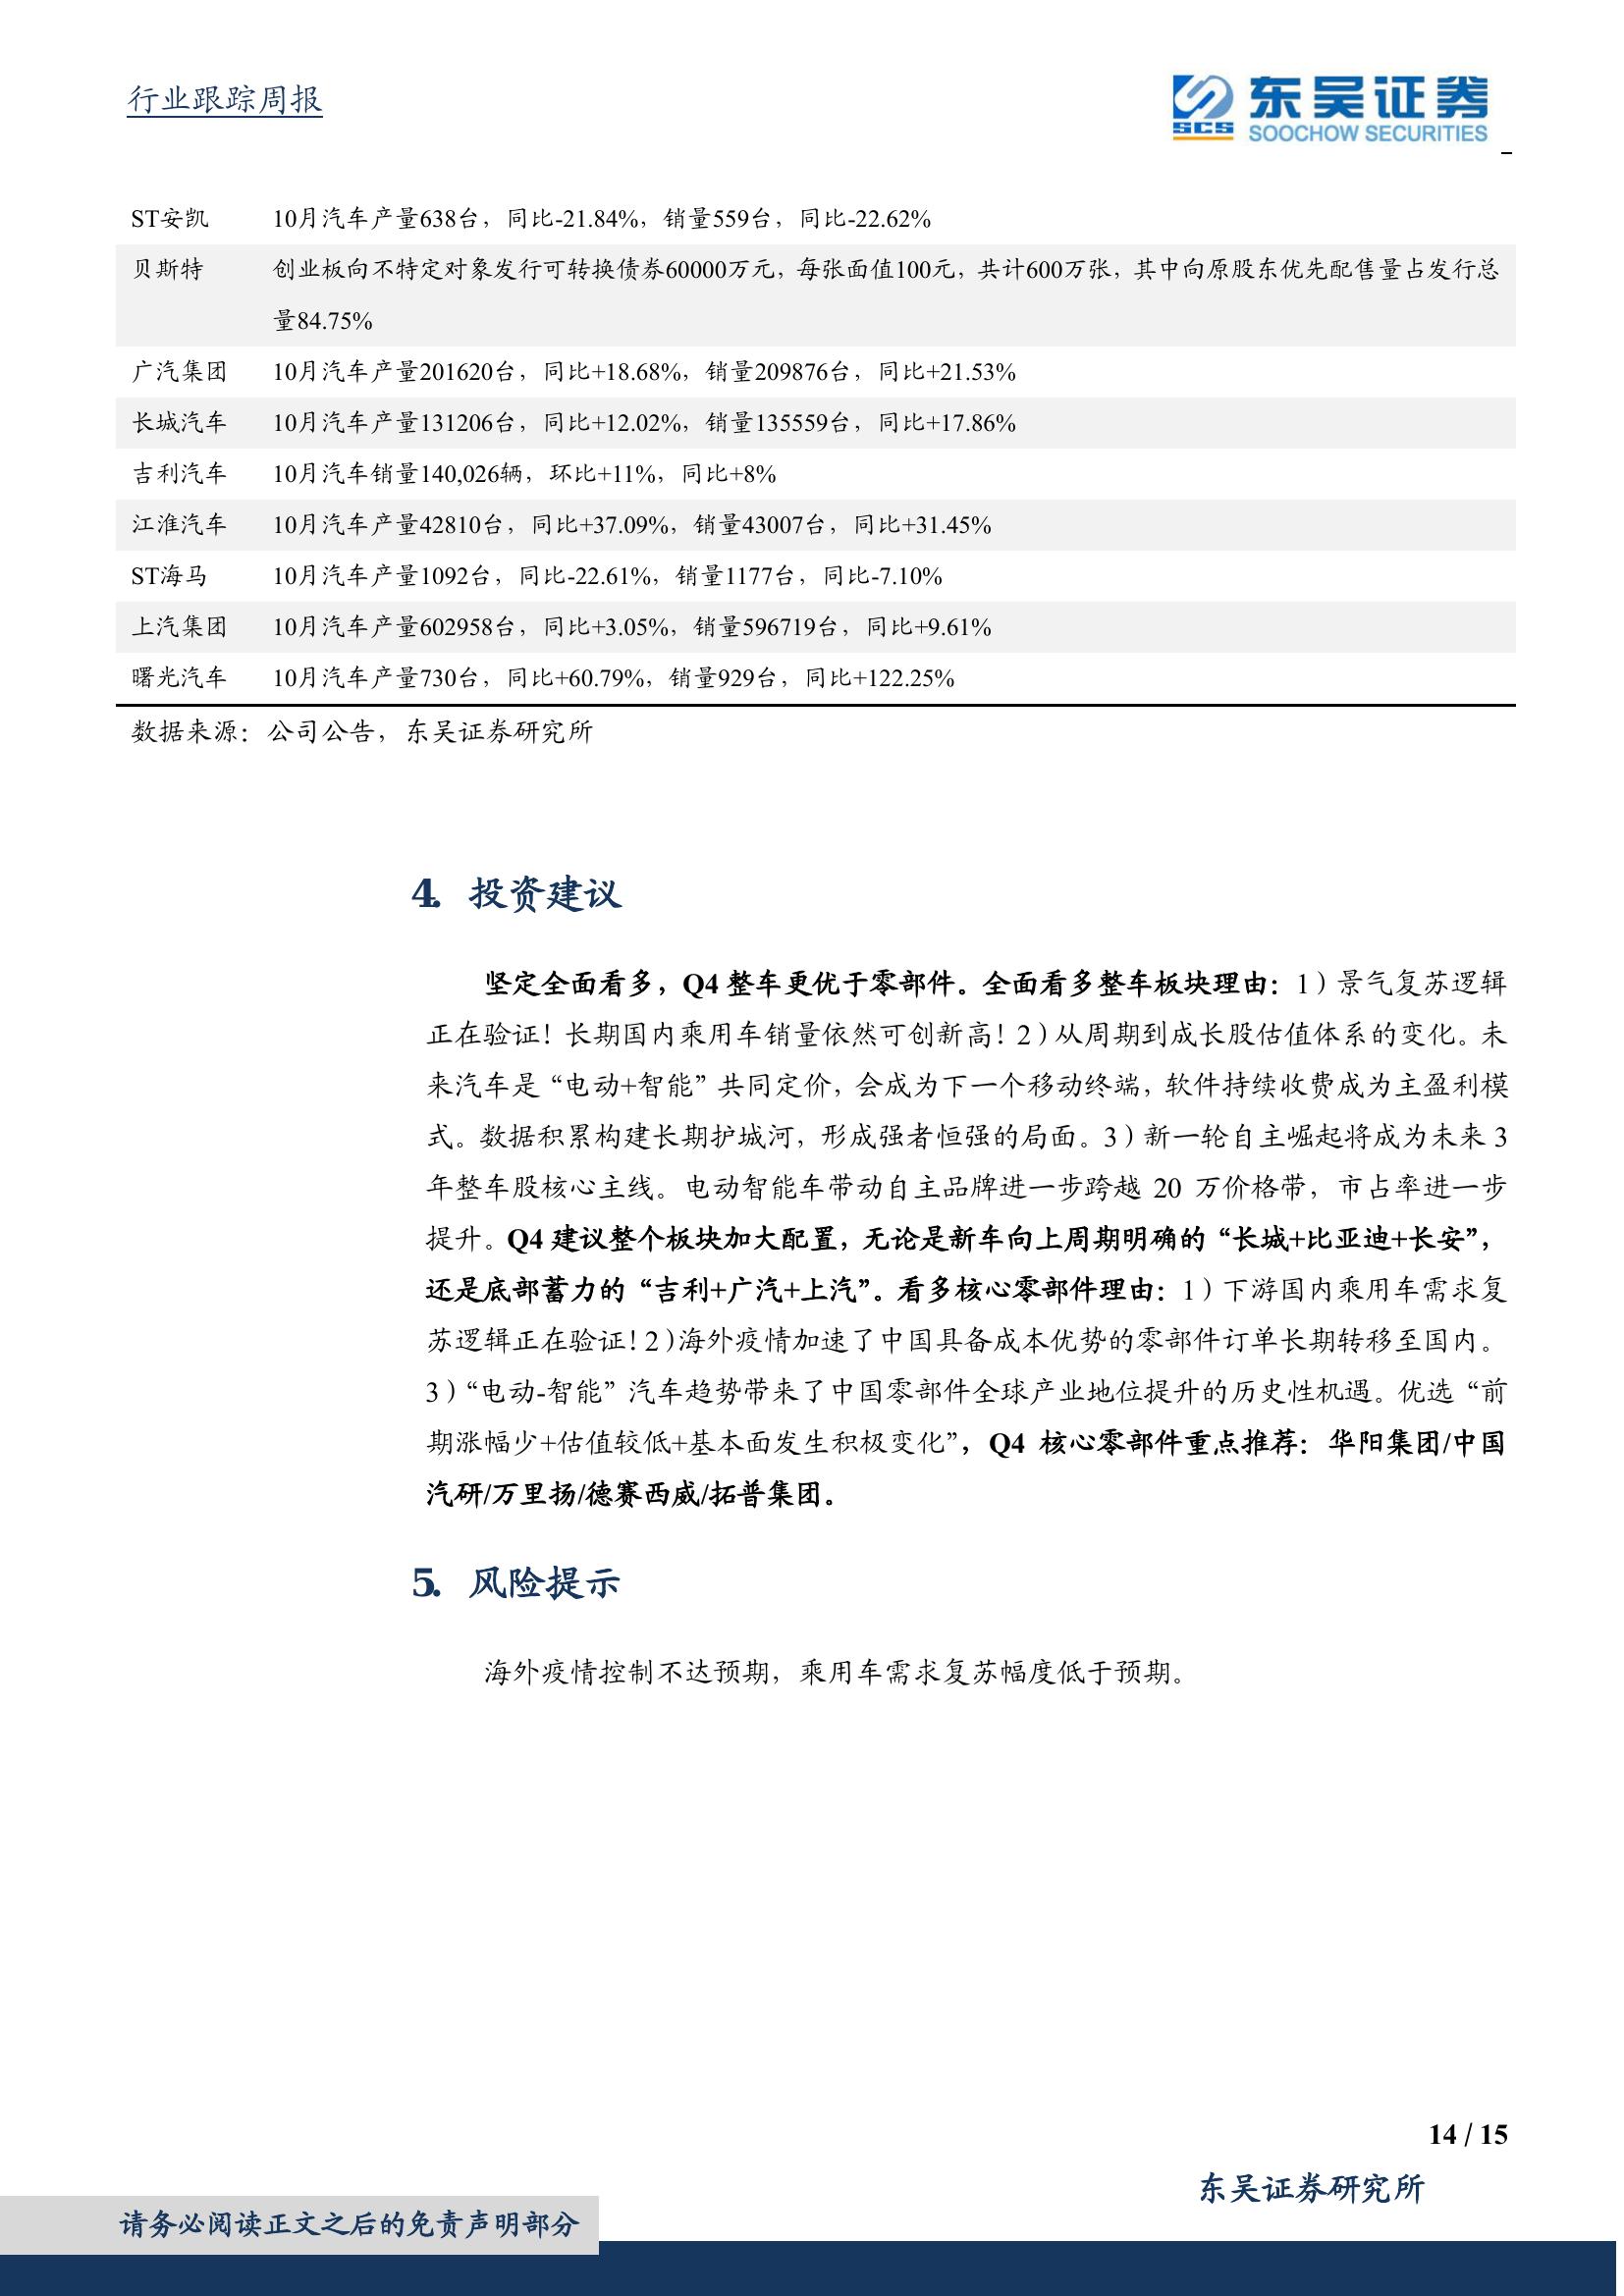 行业跟踪周报
SCS
东吴证券
SOOCHOW SECURITIES
ST安凯 10月汽车产量638台，同比-21.84%，销量559台，同比-22.62%
贝斯特 创业板向不特定对象发行可转换债券60000万元，每张面值100元，共计600万张，其中向原股东优先配售量占发行总
量84.75%
广汽集团 10月汽车产量201620台，同比+18.68%，销量209876台，同比+21.53%
长城汽车 10月汽车产量131206台，同比+12.02%，销量135559台，同比+17.86%
吉利汽车 10月汽车销量140,026辆，环比+11%，同比+8%
江淮汽车 10月汽车产量42810台，同比+37.09%，销量43007台，同比+31.45%
ST海马 10月汽车产量1092台，同比-22.61%，销量1177台，同比-7.10%
上汽集团 10月汽车产量602958台，同比+3.05%，销量596719台，同比+9.61%
曙光汽车 10月汽车产量730台，同比+60.79%，销量929台，同比+122.25%
数据来源：公司公告，东吴证券研究所
4. 投资建议
坚定全面看多，Q4 整车更优于零部件。全面看多整车板块理由：1）景气复苏逻辑
正在验证！长期国内乘用车销量依然可创新高！2）从周期到成长股估值体系的变化。未
来汽车是“电动+智能”共同定价，会成为下一个移动终端，软件持续收费成为主盈利模
式。数据积累构建长期护城河，形成强者恒强的局面。3）新一轮自主崛起将成为未来 3
年整车股核心主线。电动智能车带动自主品牌进一步跨越 20 万价格带，市占率进一步
提升。Q4 建议整个板块加大配置，无论是新车向上周期明确的“长城+比亚迪+长安”，
还是底部蓄力的“吉利+广汽+上汽”。看多核心零部件理由：1）下游国内乘用车需求复
苏逻辑正在验证！2）海外疫情加速了中国具备成本优势的零部件订单长期转移至国内。
3）“电动-智能”汽车趋势带来了中国零部件全球产业地位提升的历史性机遇。优选“前
期涨幅少+估值较低+基本面发生积极变化”，Q4 核心零部件重点推荐：华阳集团/中国
汽研/万里扬/德赛西威/拓普集团。
5. 风险提示
海外疫情控制不达预期，乘用车需求复苏幅度低于预期。
14 / 15
东吴证券研究所
请务必阅读正文之后的免责声明部分